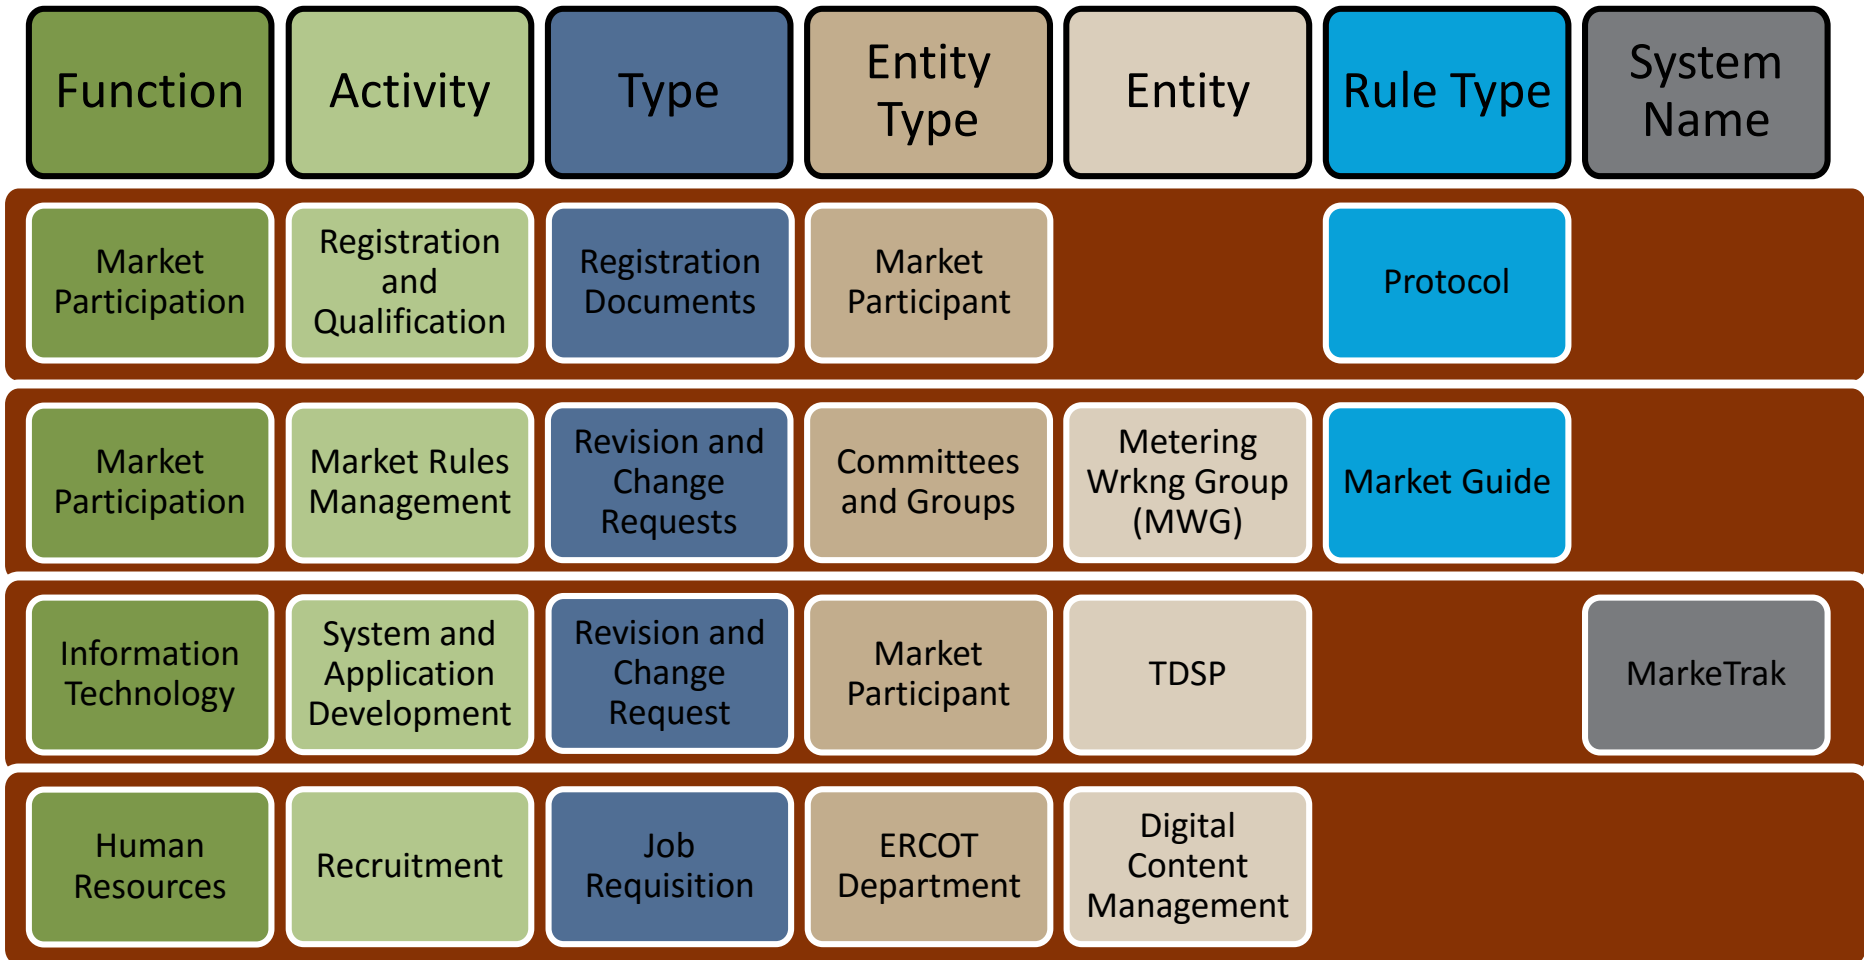 Function
Activity
Type
Entity
Type
Entity
Rule Type
System
Name
Market
Participation
Registration
and
Qualification
Registration
Documents
Market
Participant
Protocol
Market
Participation
Market Rules
Management
Revision and
Change
Requests
Committees
and Groups
Metering
Wrkng Group
(MWG)
Market Guide
Information
Technology
System and
Application
Development
Revision and
Change
Request
Market
Participant
TDSP
MarkeTrak
Human
Resources
Recruitment
Job
Requisition
ERCOT
Department
Digital
Content
Management